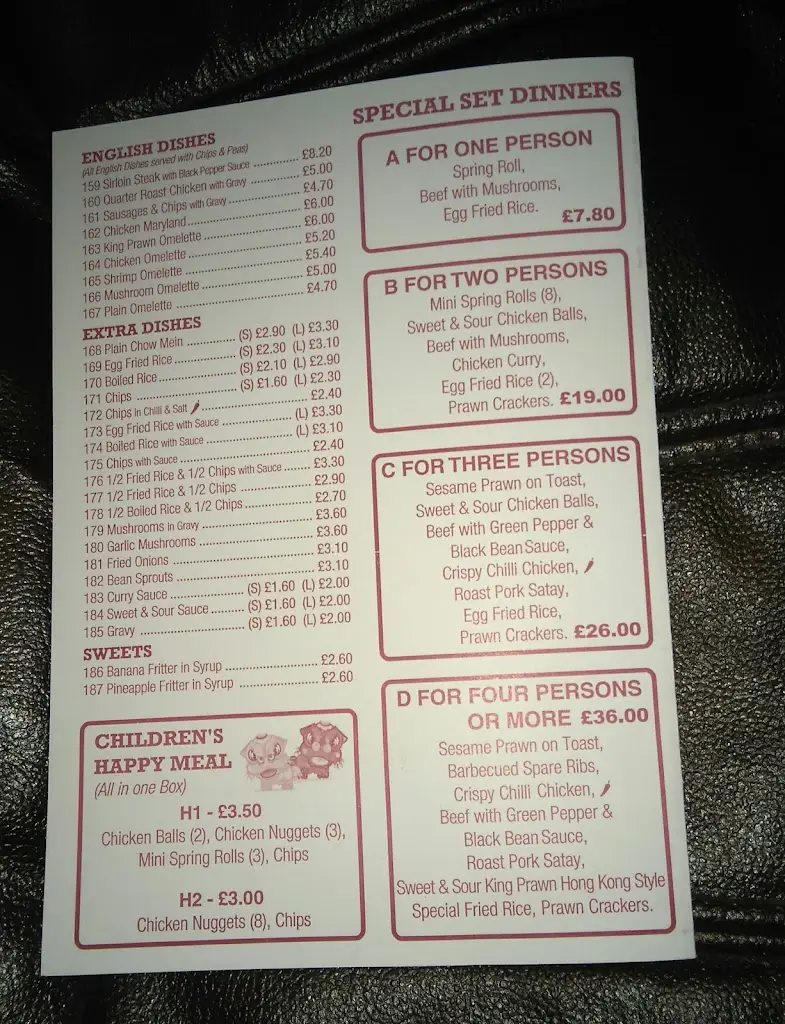 ENGLISH DISHES
(All English Dishes served with Chips & Peas)
159 Sirloin Steak with Black Pepper Sauce ............. £8.20
160 Quarter Roast Chicken with Gravy ............. £5.00
161 Sausages & Chips with Gravy ............. £4.70
162 Chicken Maryland ............. £6.00
163 King Prawn Omelette ............. £6.00
164 Chicken Omelette ............. £5.20
165 Shrimp Omelette ............. £5.40
166 Mushroom Omelette ............. £5.00
167 Plain Omelette ............. £4.70
EXTRA DISHES
168 Plain Chow Mein ............. (S) £2.90 (L) £3.30
169 Egg Fried Rice ............. (S) £2.30 (L) £3.10
170 Boiled Rice ............. (S) £2.10 (L) £2.90
171 Chips ............. (S) £1.60 (L) £2.30
172 Chips in Chilli & Salt ............. £2.40
173 Egg Fried Rice with Sauce ............. (L) £3.30
174 Boiled Rice with Sauce ............. (L) £3.10
175 Chips with Sauce ............. £2.40
176 1/2 Fried Rice & 1/2 Chips with Sauce ....... £3.30
177 1/2 Fried Rice & 1/2 Chips ............. £2.90
178 1/2 Boiled Rice & 1/2 Chips ............. £2.70
179 Mushrooms in Gravy ............. £3.60
180 Garlic Mushrooms ............. £3.60
181 Fried Onions ............. £3.10
182 Bean Sprouts ............. £3.10
183 Curry Sauce ............. (S) £1.60 (L) £2.00
184 Sweet & Sour Sauce ......... (S) £1.60 (L) £2.00
185 Gravy ............. (S) £1.60 (L) £2.00
SWEETS
186 Banana Fritter in Syrup ............. £2.60
187 Pineapple Fritter in Syrup ............. £2.60
CHILDREN'S
HAPPY MEAL
(All in one Box)
H1 - £3.50
Chicken Balls (2), Chicken Nuggets (3),
Mini Spring Rolls (3), Chips
H2 - £3.00
Chicken Nuggets (8), Chips
SPECIAL SET DINNERS
A FOR ONE PERSON
Spring Roll,
Beef with Mushrooms,
Egg Fried Rice. £7.80
B FOR TWO PERSONS
Mini Spring Rolls (8),
Sweet & Sour Chicken Balls,
Beef with Mushrooms,
Chicken Curry,
Egg Fried Rice (2),
Prawn Crackers. £19.00
C FOR THREE PERSONS
Sesame Prawn on Toast,
Sweet & Sour Chicken Balls,
Beef with Green Pepper &
Black Bean Sauce,
Crispy Chilli Chicken,
Roast Pork Satay,
Egg Fried Rice,
Prawn Crackers. £26.00
D FOR FOUR PERSONS
OR MORE £36.00
Sesame Prawn on Toast,
Barbecued Spare Ribs,
Crispy Chilli Chicken,
Beef with Green Pepper &
Black Bean Sauce,
Roast Pork Satay,
Sweet & Sour King Prawn Hong Kong Style
Special Fried Rice, Prawn Crackers.